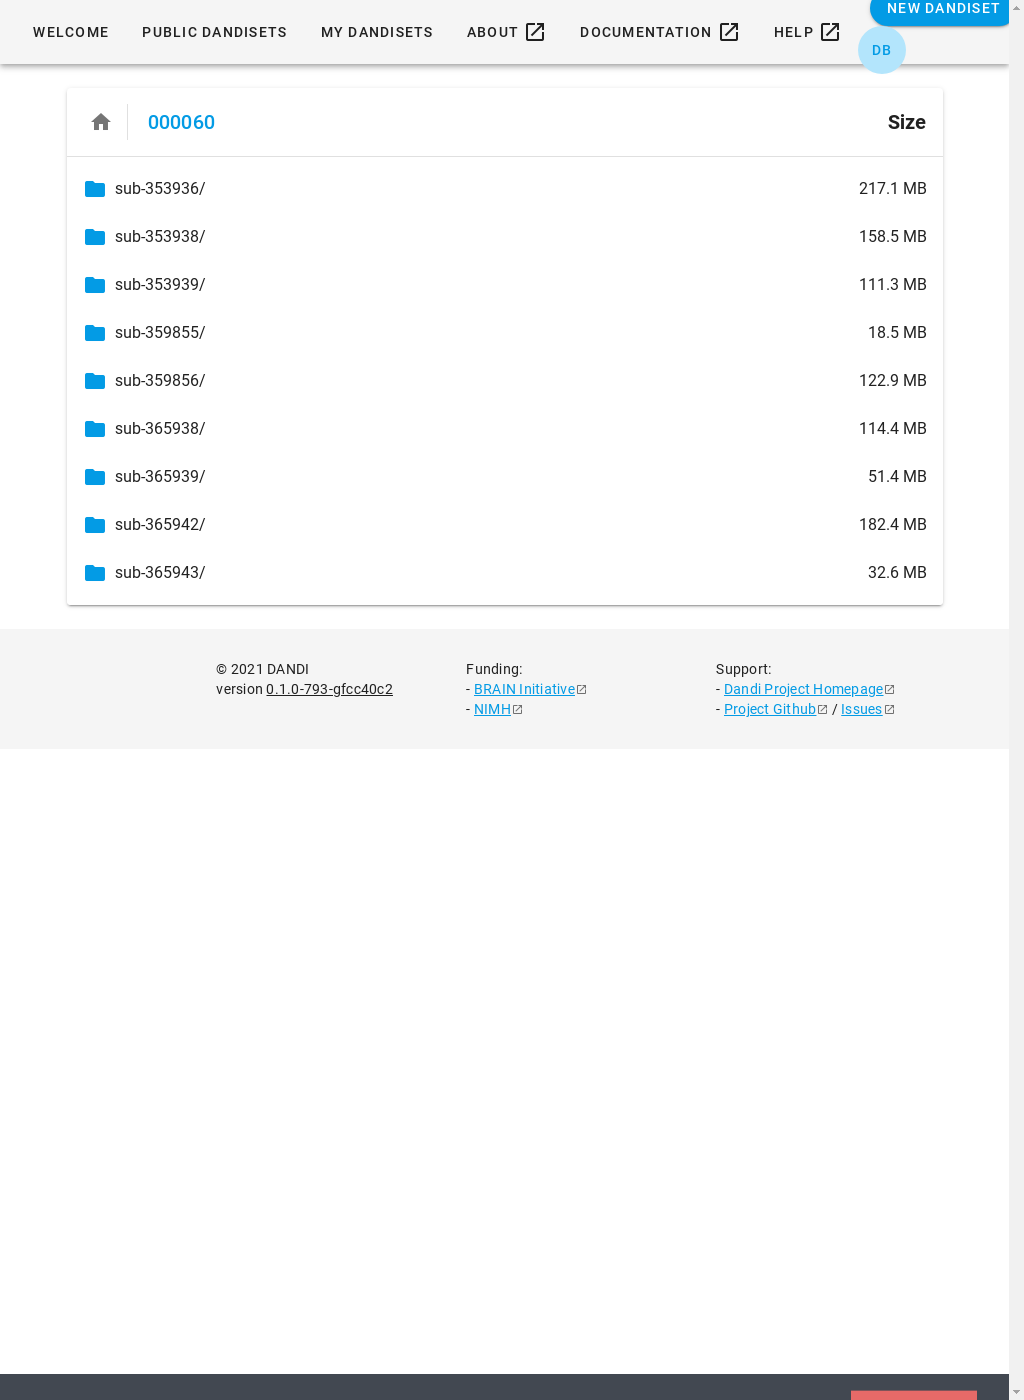 NEW DANDISET
WELCOME PUBLIC DANDISETS MY DANDISETS ABOUT DOCUMENTATION HELP
DB
000060 Size
sub-353936/ 217.1 MB
sub-353938/ 158.5 MB
sub-353939/ 111.3 MB
sub-359855/ 18.5 MB
sub-359856/ 122.9 MB
sub-365938/ 114.4 MB
sub-365939/ 51.4 MB
sub-365942/ 182.4 MB
sub-365943/ 32.6 MB
© 2021 DANDI
version 0.1.0-793-gfcc40c2
Funding:
- BRAIN Initiative
- NIMH
Support:
- Dandi Project Homepage
- Project Github / Issues